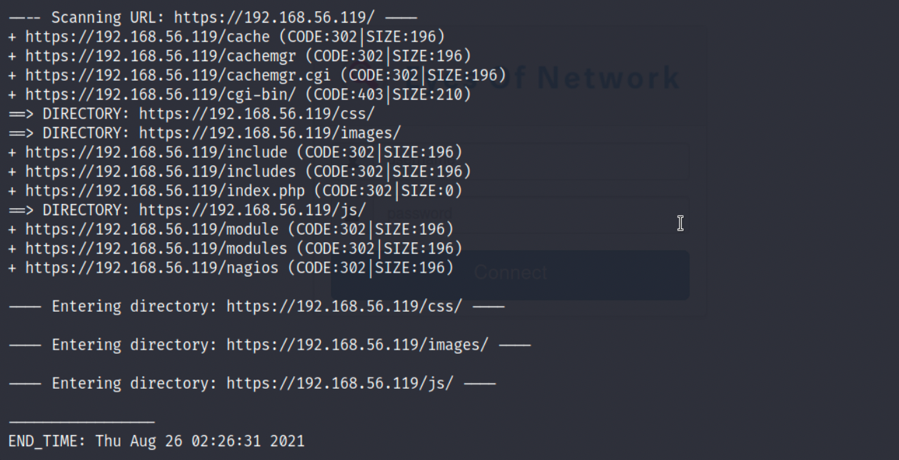 ---- Scanning URL: https://192.168.56.119/ ----
+ https://192.168.56.119/cache (CODE:302|SIZE:196)
+ https://192.168.56.119/cachemgr (CODE:302|SIZE:196)
+ https://192.168.56.119/cachemgr.cgi (CODE:302|SIZE:196)
Of Network
+ https://192.168.56.119/cgi-bin/ (CODE:403|SIZE:210)
==> DIRECTORY: https://192.168.56.119/css/
==> DIRECTORY: https://192.168.56.119/images/
+ https://192.168.56.119/include (CODE:302|SIZE:196)
+ https://192.168.56.119/includes (CODE:302|SIZE:196)
+ https://192.168.56.119/index.php (CODE:302|SIZE:0)
==> DIRECTORY: https://192.168.56.119/js/
+ https://192.168.56.119/module (CODE:302|SIZE:196)
+ https://192.168.56.119/modules (CODE:302|SIZE:196)
+ https://192.168.56.119/nagios (CODE:302|SIZE:196)
Connect
---- Entering directory: https://192.168.56.119/css/ ----
---- Entering directory: https://192.168.56.119/images/ ----
---- Entering directory: https://192.168.56.119/js/ ----
-----------------
END_TIME: Thu Aug 26 02:26:31 2021